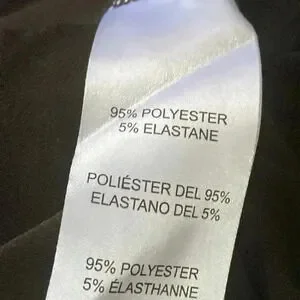 95% POLYESTER
5% ELASTANE
POLIÉSTER DEL 95%
ELASTANO DEL 5%
95% POLYESTER
5% ÉLASTHANNE